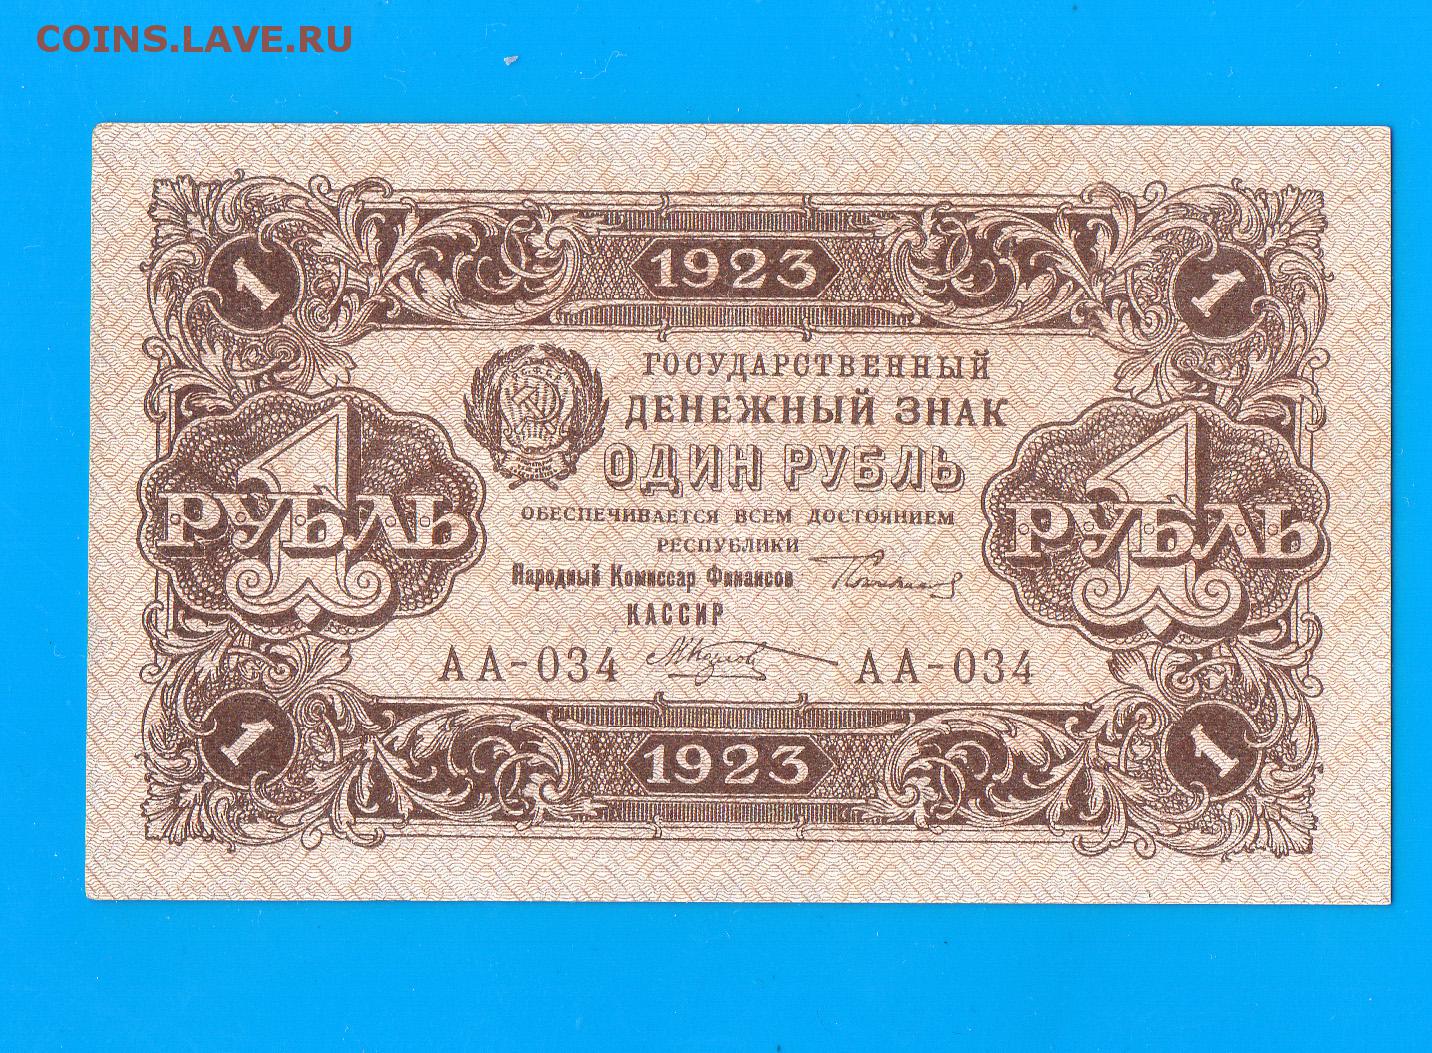 COINS.LAVE.RU
1 1923 1
ГОСУДАРСТВЕННЫЙ
ДЕНЕЖНЫЙ ЗНАК
ОДИН РУБЛЬ
1 РУБЛЬ
1 РУБЛЬ
ОБЕСПЕЧИВАЕТСЯ ВСЕМ ДОСТОЯНИЕМ
РЕСПУБЛИКИ
Народный Комиссар Финансов
КАССИР
АА-034 АА-034
1 1923 1